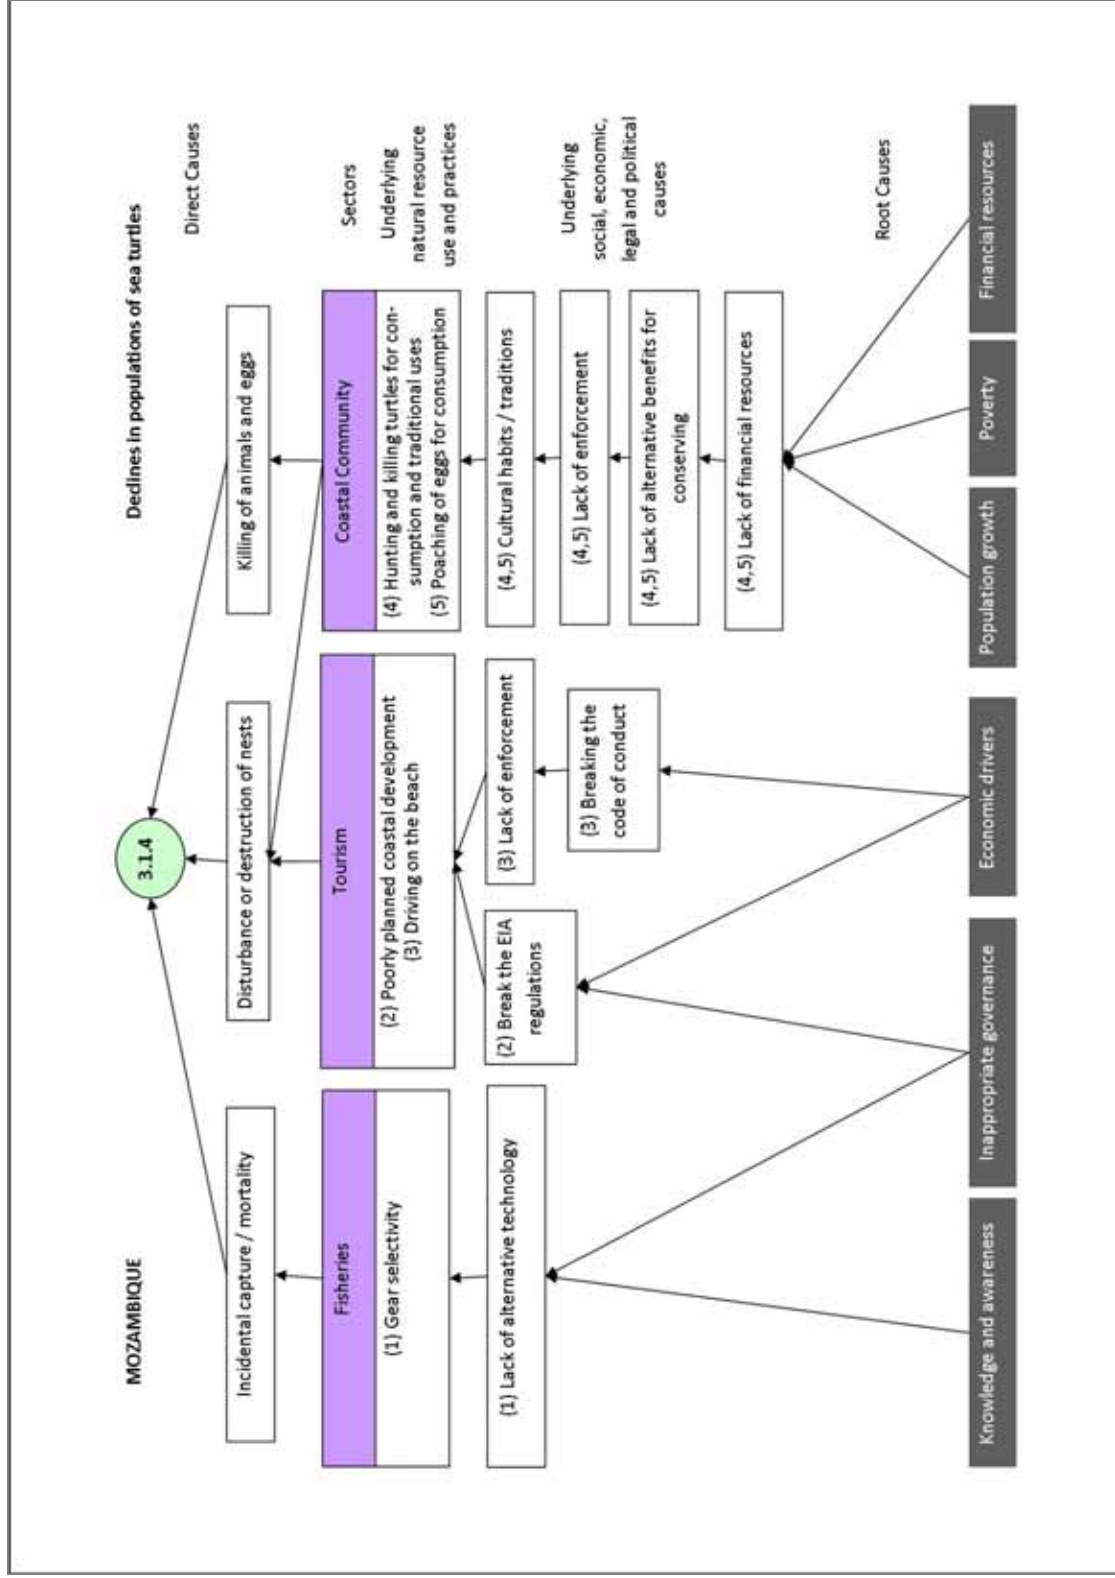 MOZAMBIQUE
Declines in populations of sea turtles
3.1.4
Direct Causes
Incidental capture / mortality
Disturbance or destruction of nests
Killing of animals and eggs
Sectors
Fisheries
Tourism
Coastal Community
Underlying
natural resource
use and practices
(1) Gear selectivity
(2) Poorly planned coastal development
(3) Driving on the beach
(4) Hunting and killing turtles for con-
sumption and traditional uses
(5) Poaching of eggs for consumption
Underlying
social, economic,
legal and political
causes
(1) Lack of alternative technology
(2) Break the EIA
regulations
(3) Lack of enforcement
(3) Breaking the
code of conduct
(4,5) Cultural habits / traditions
(4,5) Lack of enforcement
(4,5) Lack of alternative benefits for
conserving
(4,5) Lack of financial resources
Root Causes
Knowledge and awareness
Inappropriate governance
Economic drivers
Population growth
Poverty
Financial resources